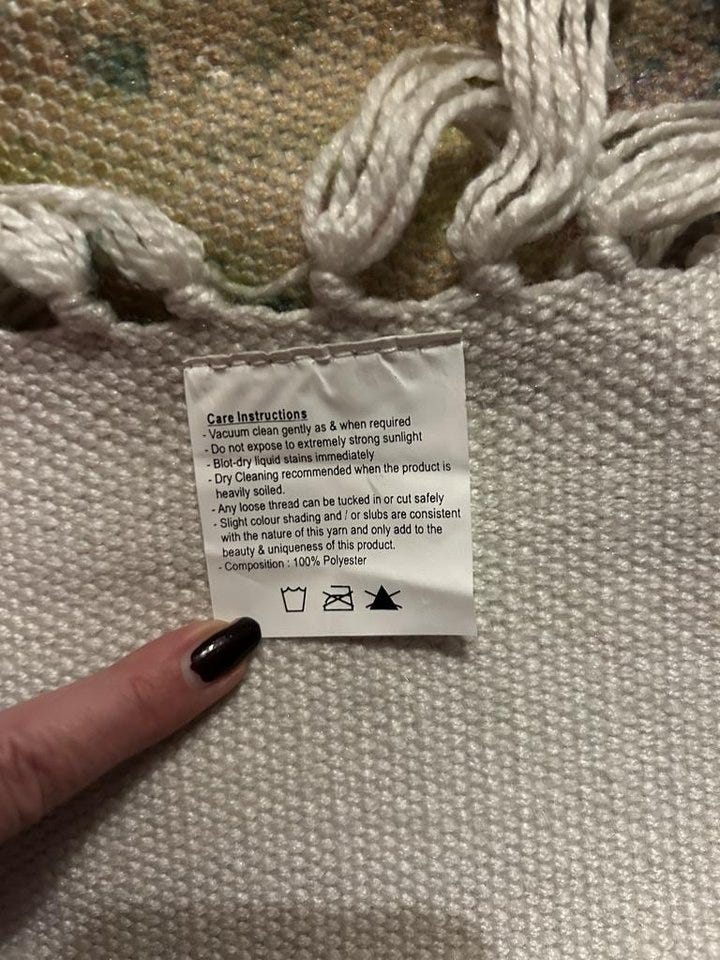 Care Instructions
- Vacuum clean gently as & when required
- Do not expose to extremely strong sunlight
- Blot-dry liquid stains immediately
- Dry Cleaning recommended when the product is
heavily soiled.
- Any loose thread can be tucked in or cut safely
- Slight colour shading and / or slubs are consistent
with the nature of this yarn and only add to the
beauty & uniqueness of this product.
- Composition : 100% Polyester